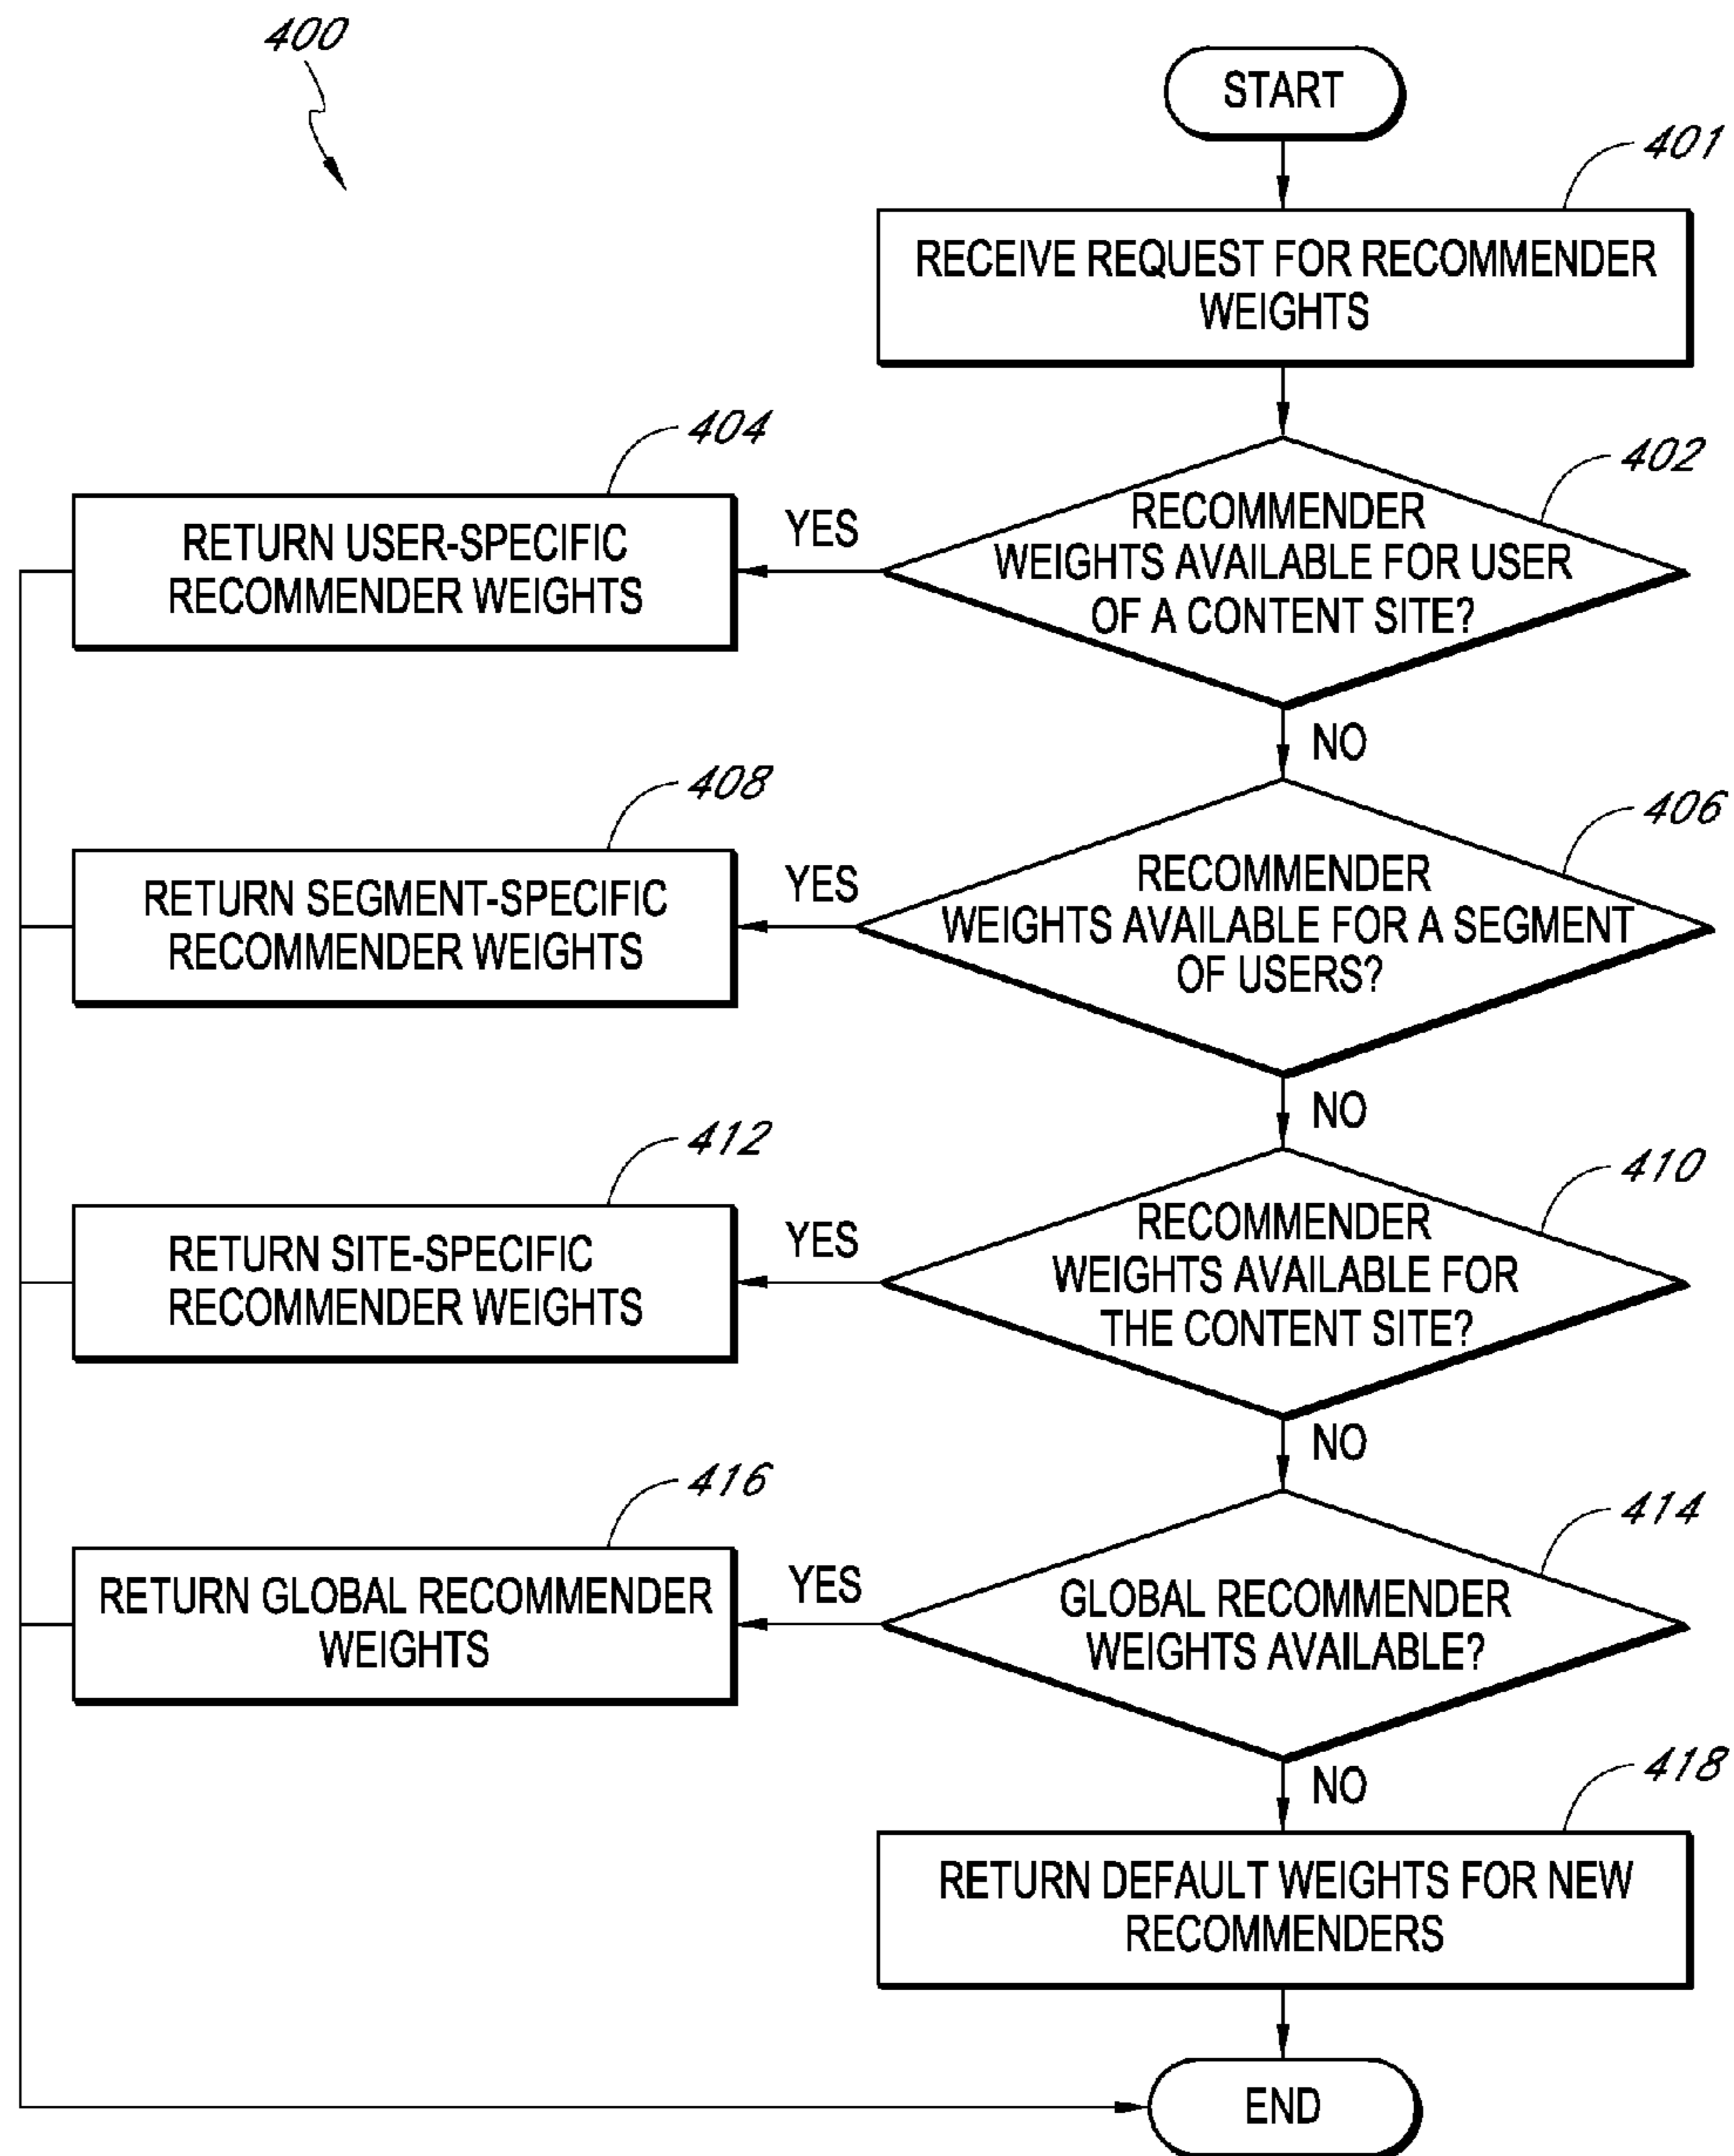 400
START
401
RECEIVE REQUEST FOR RECOMMENDER
WEIGHTS
404
402
RETURN USER-SPECIFIC
RECOMMENDER WEIGHTS
YES
RECOMMENDER
WEIGHTS AVAILABLE FOR USER
OF A CONTENT SITE?
NO
408
406
RETURN SEGMENT-SPECIFIC
RECOMMENDER WEIGHTS
YES
RECOMMENDER
WEIGHTS AVAILABLE FOR A SEGMENT
OF USERS?
NO
412
410
RETURN SITE-SPECIFIC
RECOMMENDER WEIGHTS
YES
RECOMMENDER
WEIGHTS AVAILABLE FOR
THE CONTENT SITE?
NO
416
414
RETURN GLOBAL RECOMMENDER
WEIGHTS
YES
GLOBAL RECOMMENDER
WEIGHTS AVAILABLE?
NO
418
RETURN DEFAULT WEIGHTS FOR NEW
RECOMMENDERS
END